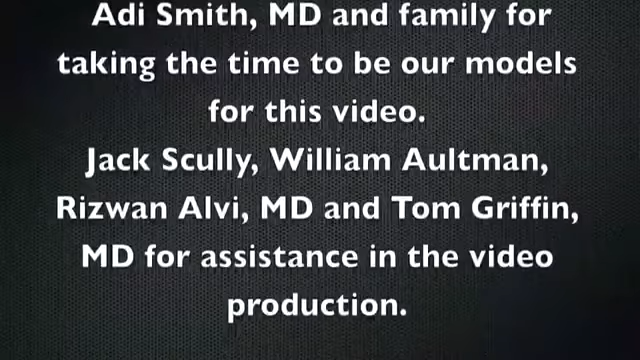 Adi Smith, MD and family for
taking the time to be our models
for this video.
Jack Scully, William Aultman,
Rizwan Alvi, MD and Tom Griffin,
MD for assistance in the video
production.